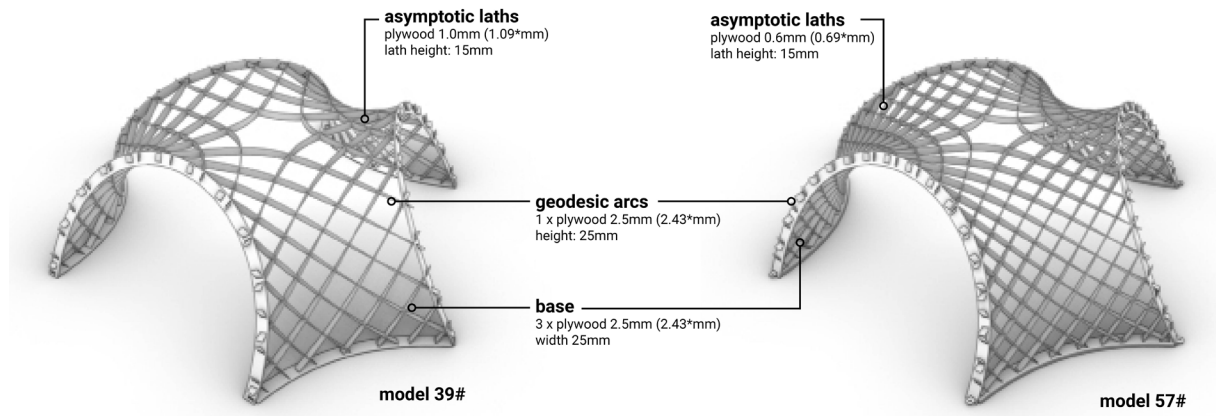 asymptotic laths
plywood 1.0mm (1.09*mm)
lath height: 15mm
asymptotic laths
plywood 0.6mm (0.69*mm)
lath height: 15mm
geodesic arcs
1 x plywood 2.5mm (2.43*mm)
height: 25mm
base
3 x plywood 2.5mm (2.43*mm)
width 25mm
model 39#
model 57#